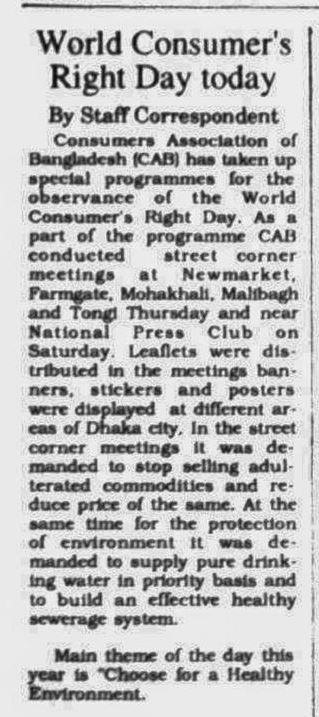 World Consumer's
Right Day today
By Staff Correspondent
Consumers Association of
Bangladesh (CAB) has taken up
special programmes for the
observance of the World
Consumer's Right Day. As a
part of the programme CAB
conducted street corner
meetings at Newmarket,
Farmgate, Mohakhali, Malibagh
and Tongi Thursday and near
National Press Club on
Saturday. Leaflets were dis-
tributed in the meetings ban-
ners, stickers and posters
were displayed at different ar-
eas of Dhaka city. In the street
corner meetings it was de-
manded to stop selling adul-
terated commodities and re-
duce price of the same. At the
same time for the protection
of environment it was de-
manded to supply pure drink-
ing water in priority basis and
to build an effective healthy
sewerage system.
Main theme of the day this
year is "Choose for a Healthy
Environment.